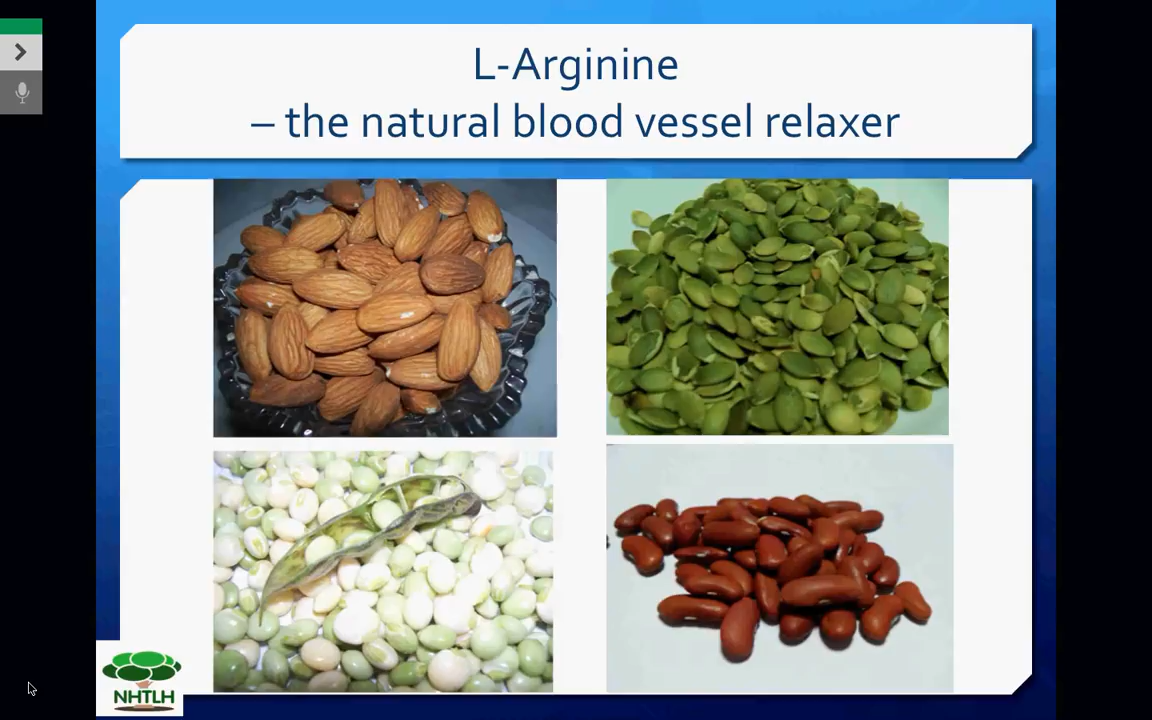 L-Arginine
– the natural blood vessel relaxer
NHTLH